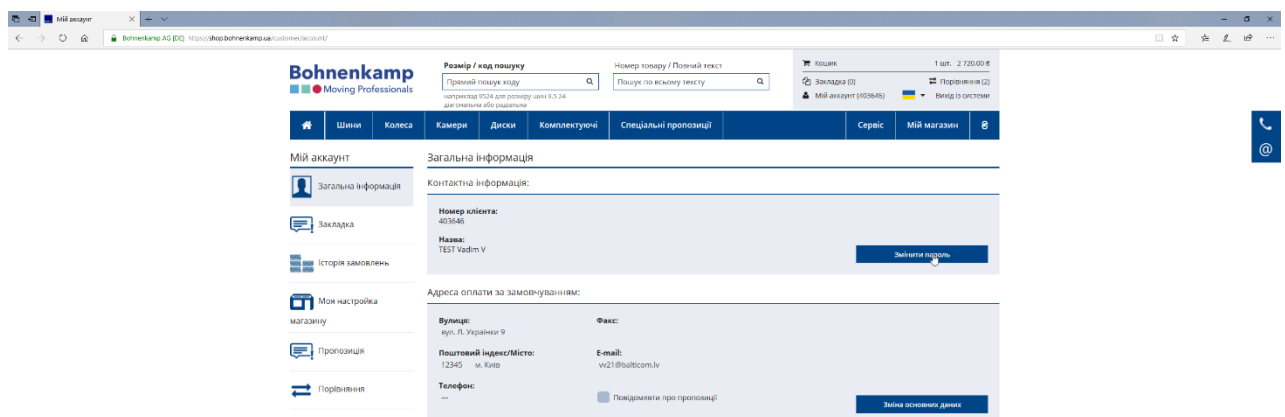 Мій аккаунт
Bohnenkamp AG [DE] https://shop.bohnenkamp.ua/customer/account/
Bohnenkamp
Moving Professionals
Розмір / код пошуку
Прямий пошук коду
наприклад 9524 для розміру шин 9.5 24
діагональна або радіальна
Номер товару / Повний текст
Пошук по всьому тексту
Кошик 1 шт. 2 720.00 ₴
Закладка (0) Порівняння (2)
Мій аккаунт (403646) Вихід із системи
Шини Колеса Камери Диски Комплектуючі Спеціальні пропозиції Сервіс Мій магазин ₴
Мій аккаунт
Загальна інформація
Закладка
Історія замовлень
Моя настройка
магазину
Пропозиція
Порівняння
Загальна інформація
Контактна інформація:
Номер клієнта:
403646
Назва:
TEST Vadim V
Змінити пароль
Адреса оплати за замовчуванням:
Вулиця: Факс:
вул. Л. Українки 9
Поштовий індекс/Місто: E-mail:
12345 м. Київ vv21@balticom.lv
Телефон:
--- Повідомляти про пропозиції
Зміна основних даних
@